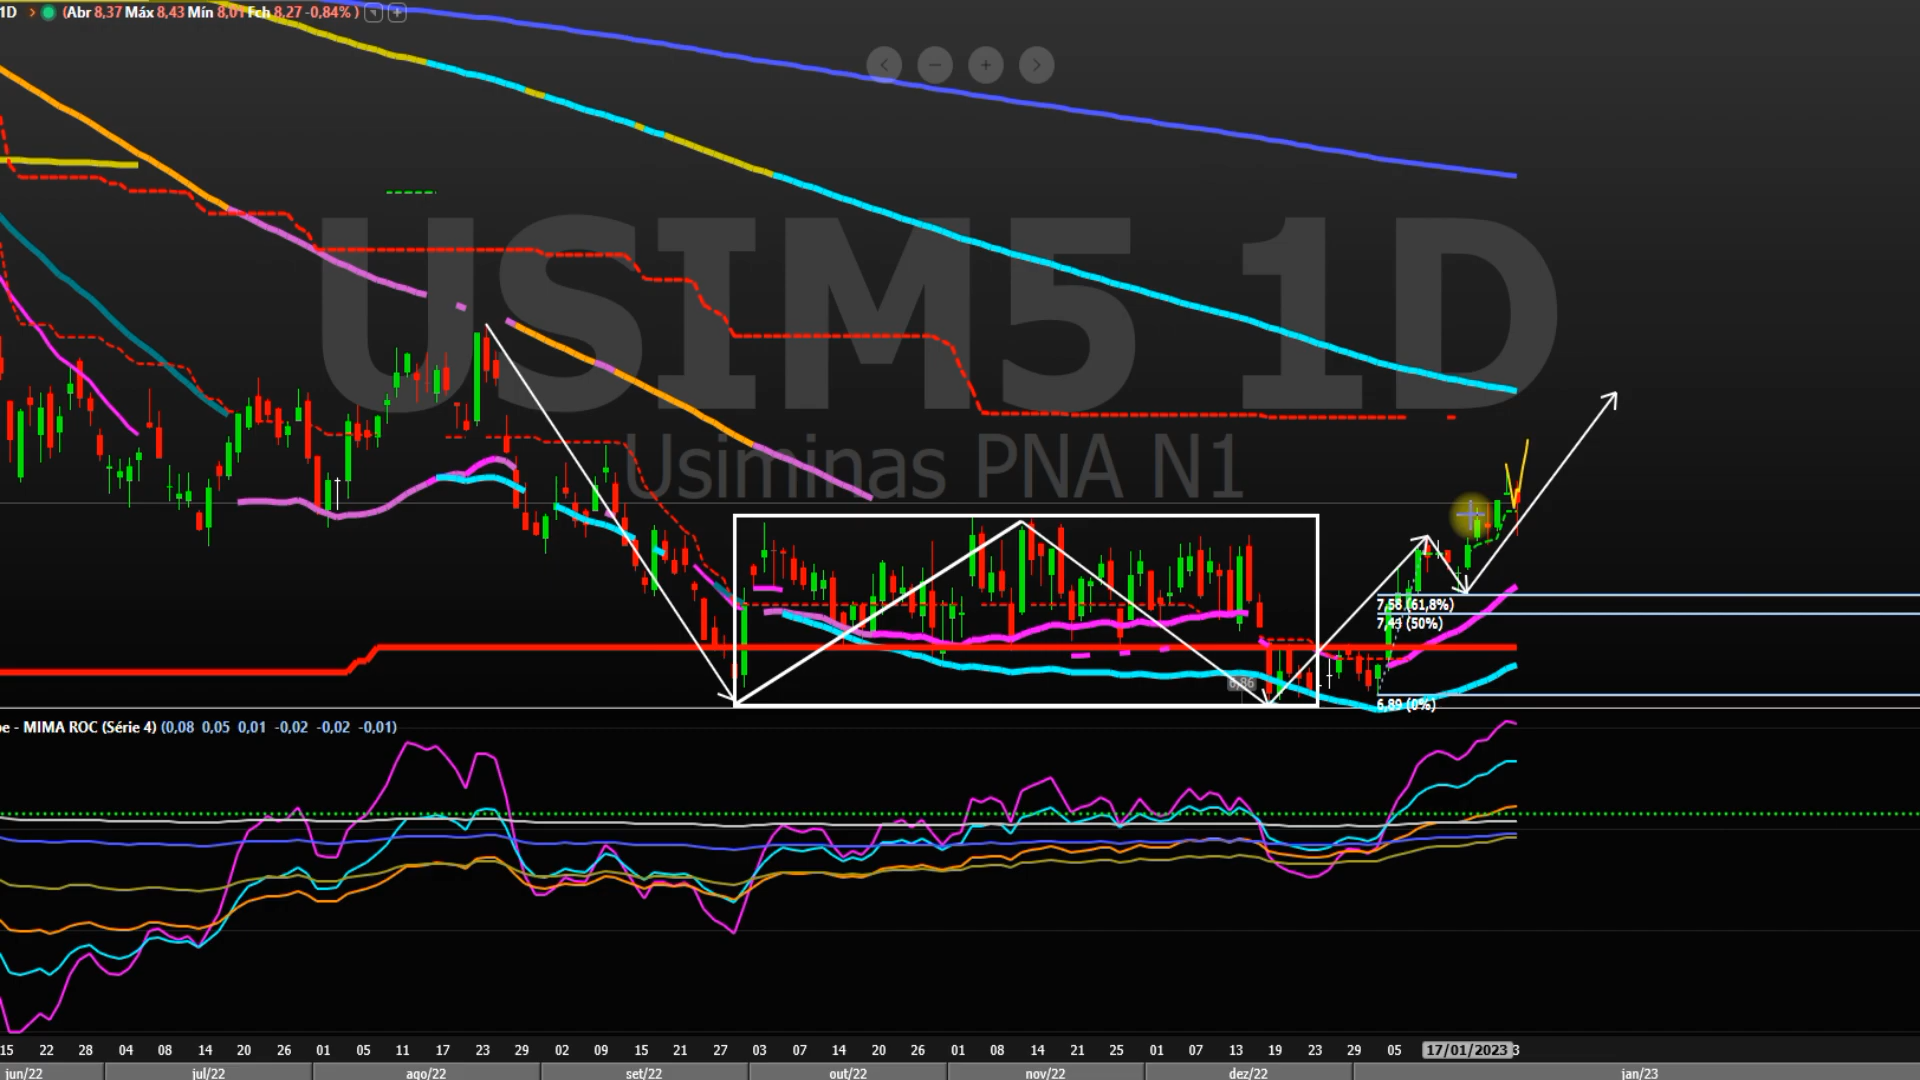 1D (Abr 8,37 Máx 8,43 Mín 8,01 Fch 8,27 -0,84% )
USIM5 1D
Usiminas PNA N1
7,58 (61,8%)
7,49 (50%)
6,86
6,89 (0%)
pe - MIMA ROC (Série 4) (0,08 0,05 0,01 -0,02 -0,02 -0,01)
15 22 28 04 08 14 20 26 01 05 11 17 23 29 02 09 15 21 27 03 07 14 20 26 01 08 14 21 25 01 07 13 19 23 29 05 17/01/2023 3
jun/22 jul/22 ago/22 set/22 out/22 nov/22 dez/22 jan/23